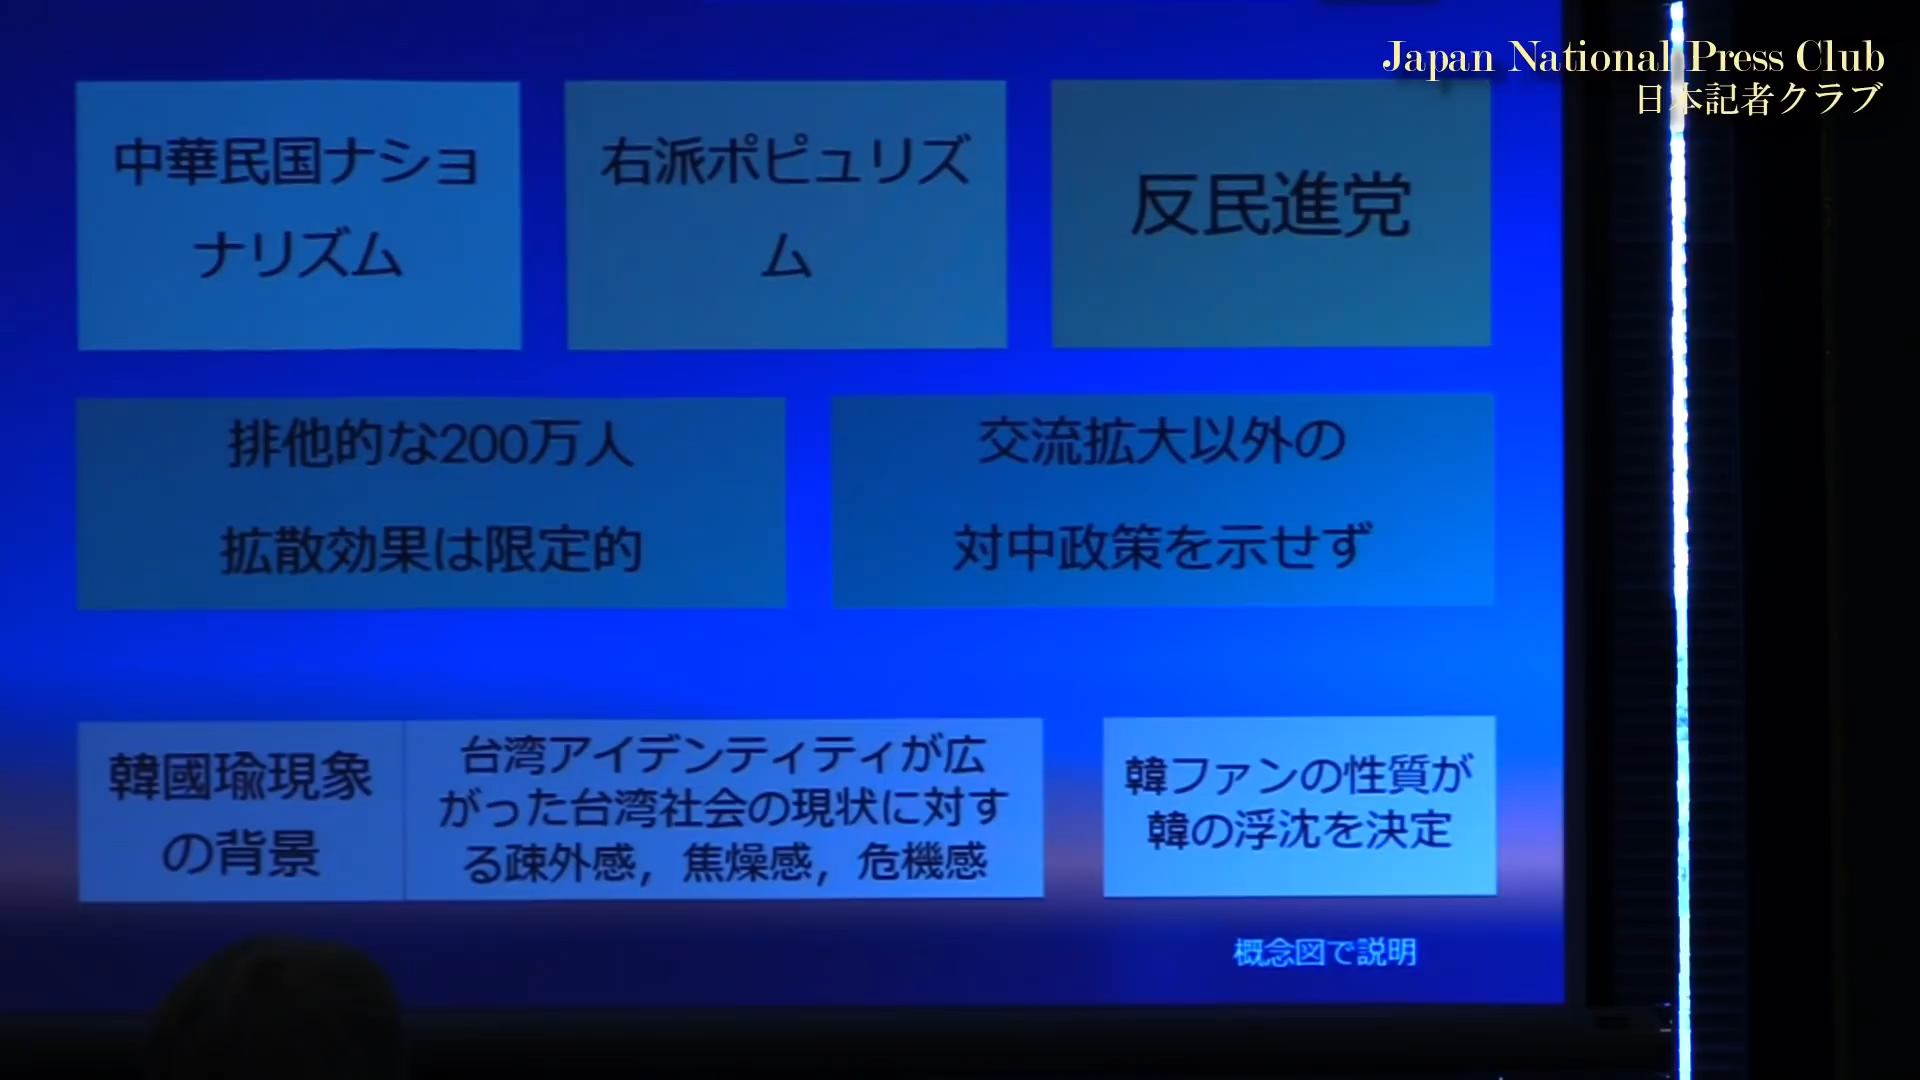 Japan National Press Club
日本記者クラブ
中華民国ナショ
ナリズム
右派ポピュリズ
ム
反民進党
排他的な200万人
拡散効果は限定的
交流拡大以外の
対中政策を示せず
韓國瑜現象
の背景
台湾アイデンティティが広
がった台湾社会の現状に対す
る疎外感，焦燥感，危機感
韓ファンの性質が
韓の浮沈を決定
概念図で説明